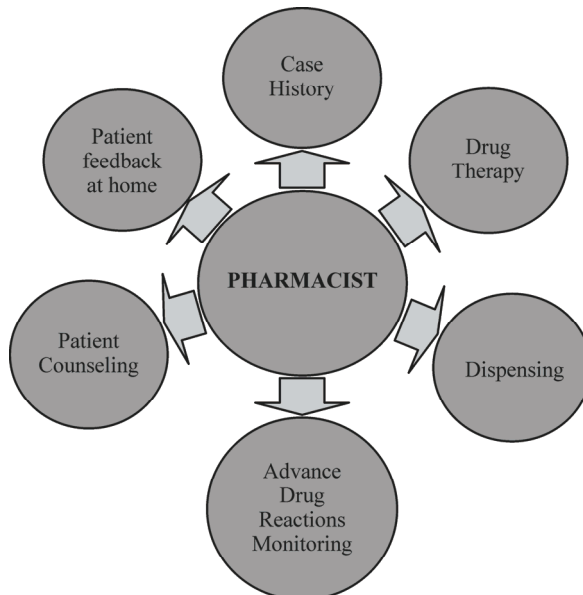 Case
History
Patient
feedback
at home
Drug
Therapy
PHARMACIST
Patient
Counseling
Dispensing
Advance
Drug
Reactions
Monitoring